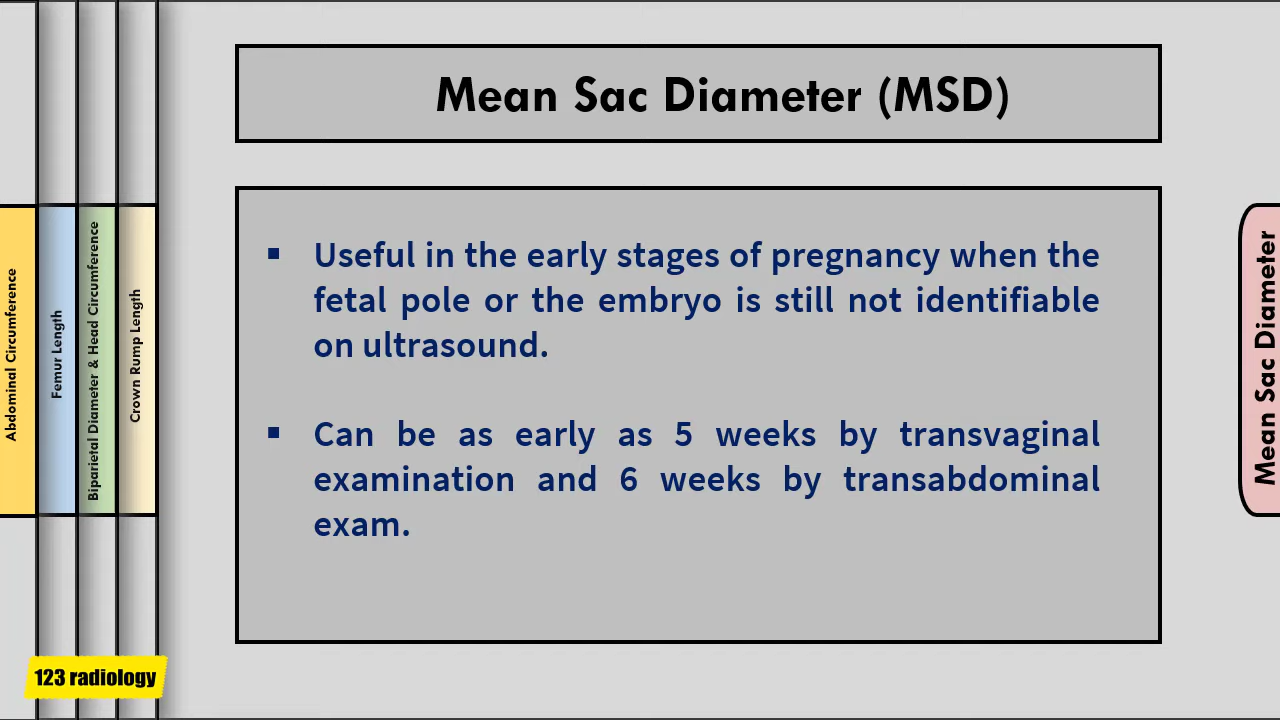 Mean Sac Diameter (MSD)
▪ Useful in the early stages of pregnancy when the
fetal pole or the embryo is still not identifiable
on ultrasound.
▪ Can be as early as 5 weeks by transvaginal
examination and 6 weeks by transabdominal
exam.
Abdominal Circumference
Femur Length
Biparietal Diameter & Head Circumference
Crown Rump Length
Mean Sac Diameter
123 radiology